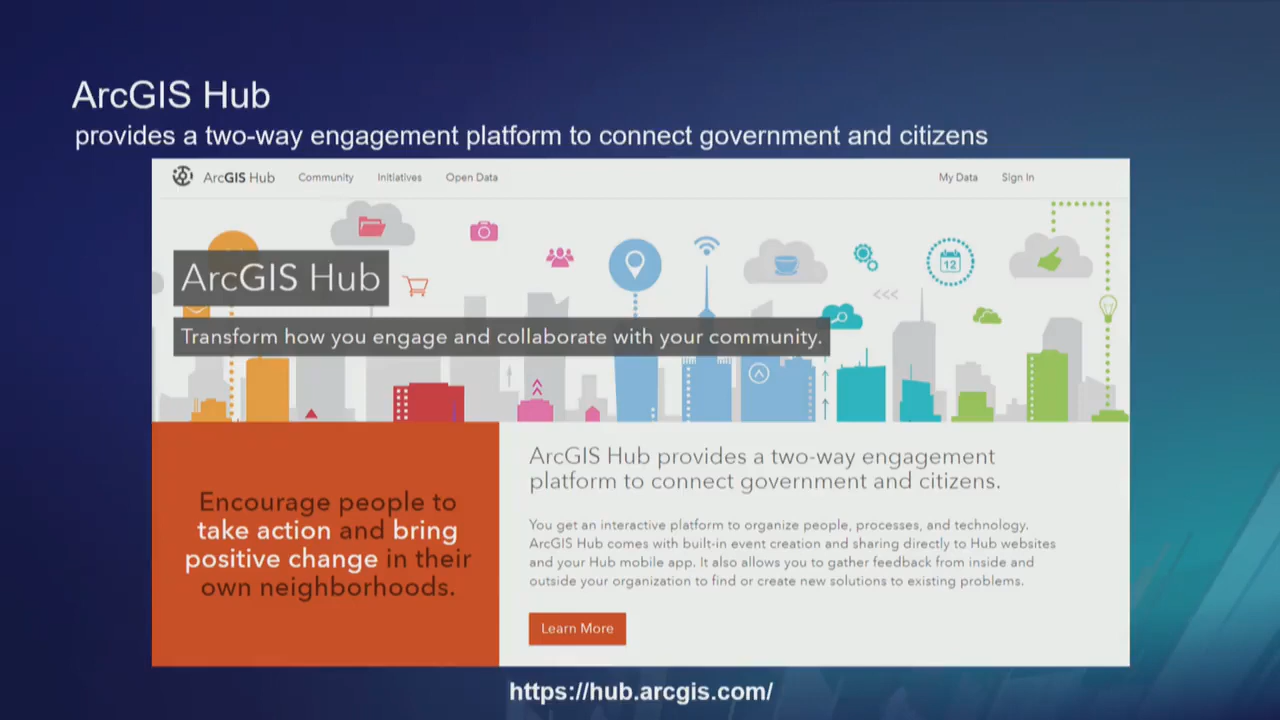 ArcGIS Hub
provides a two-way engagement platform to connect government and citizens
ArcGIS Hub Community Initiatives Open Data My Data Sign In
ArcGIS Hub
12
Transform how you engage and collaborate with your community.
Encourage people to
take action and bring
positive change in their
own neighborhoods.
ArcGIS Hub provides a two-way engagement
platform to connect government and citizens.
You get an interactive platform to organize people, processes, and technology.
ArcGIS Hub comes with built-in event creation and sharing directly to Hub websites
and your Hub mobile app. It also allows you to gather feedback from inside and
outside your organization to find or create new solutions to existing problems.
Learn More
https://hub.arcgis.com/